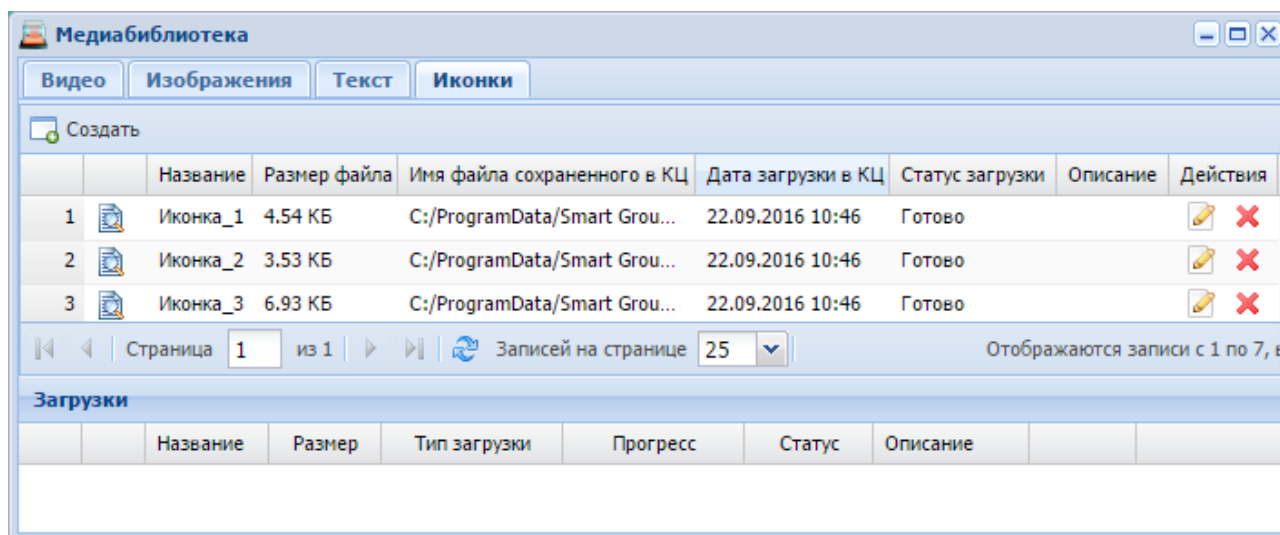 Медиабиблиотека
Видео Изображения Текст Иконки
Создать
Название Размер файла Имя файла сохраненного в КЦ Дата загрузки в КЦ Статус загрузки Описание Действия
1 Иконка_1 4.54 КБ C:/ProgramData/Smart Grou... 22.09.2016 10:46 Готово
2 Иконка_2 3.53 КБ C:/ProgramData/Smart Grou... 22.09.2016 10:46 Готово
3 Иконка_3 6.93 КБ C:/ProgramData/Smart Grou... 22.09.2016 10:46 Готово
Страница 1 из 1 Записей на странице 25 Отображаются записи с 1 по 7,
Загрузки
Название Размер Тип загрузки Прогресс Статус Описание